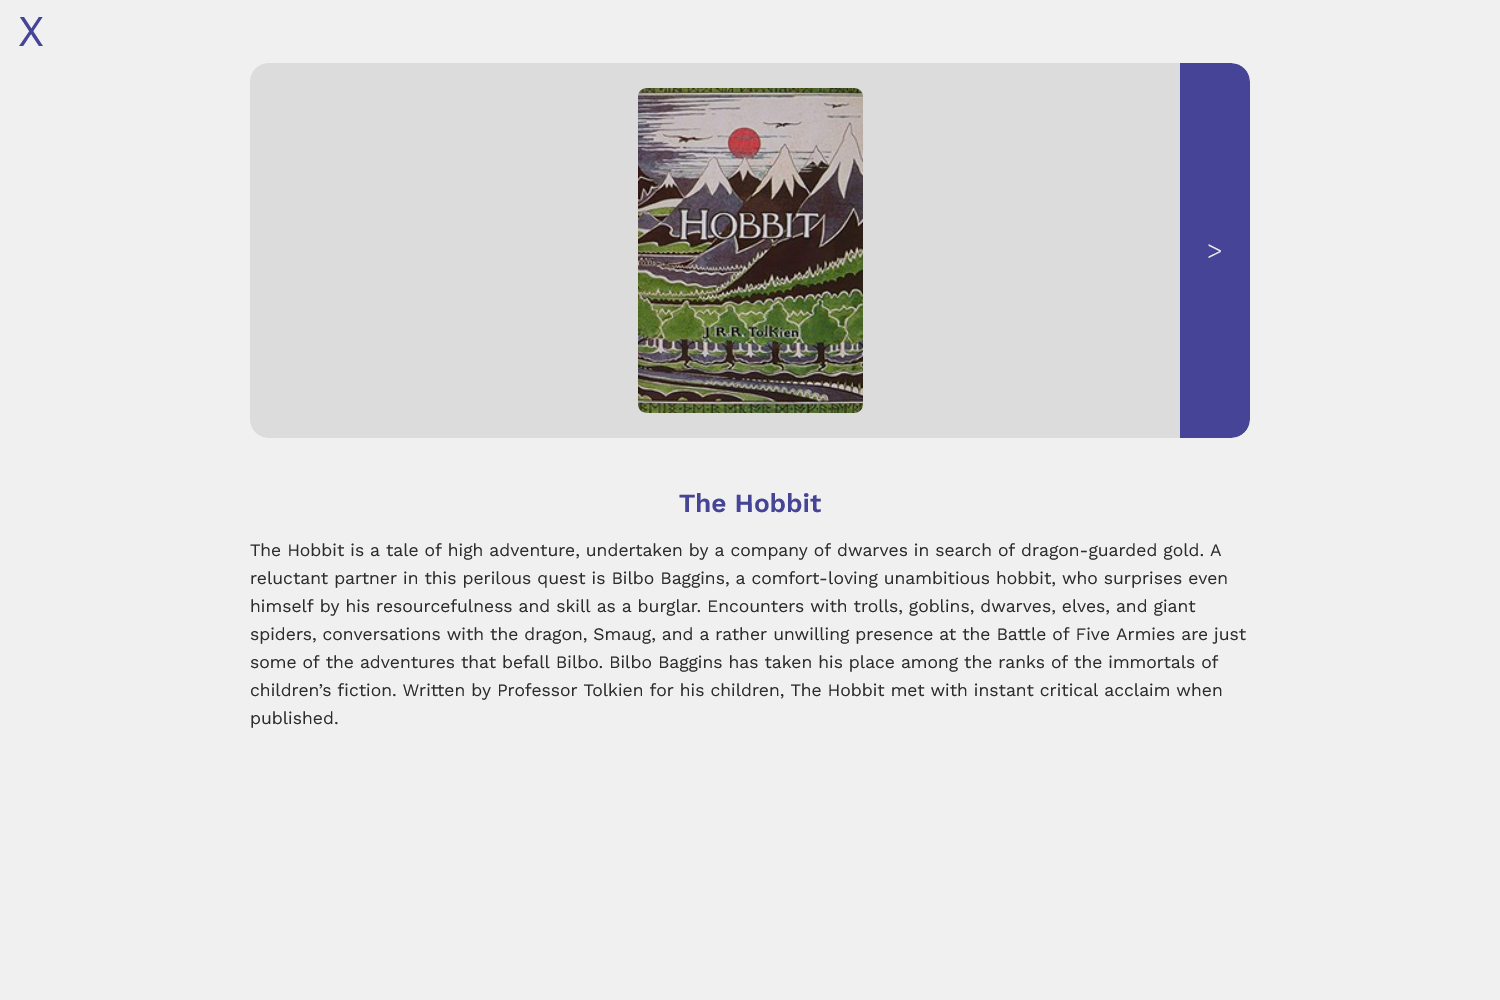 X
HOBBIT
J.R.R. Tolkien
>
The Hobbit
The Hobbit is a tale of high adventure, undertaken by a company of dwarves in search of dragon-guarded gold. A
reluctant partner in this perilous quest is Bilbo Baggins, a comfort-loving unambitious hobbit, who surprises even
himself by his resourcefulness and skill as a burglar. Encounters with trolls, goblins, dwarves, elves, and giant
spiders, conversations with the dragon, Smaug, and a rather unwilling presence at the Battle of Five Armies are just
some of the adventures that befall Bilbo. Bilbo Baggins has taken his place among the ranks of the immortals of
children’s fiction. Written by Professor Tolkien for his children, The Hobbit met with instant critical acclaim when
published.